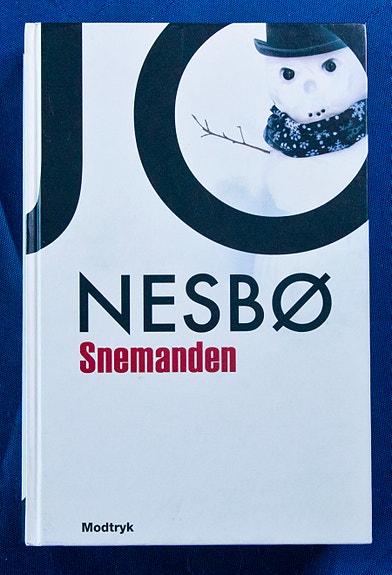 JO
NESBØ
Snemanden
Modtryk